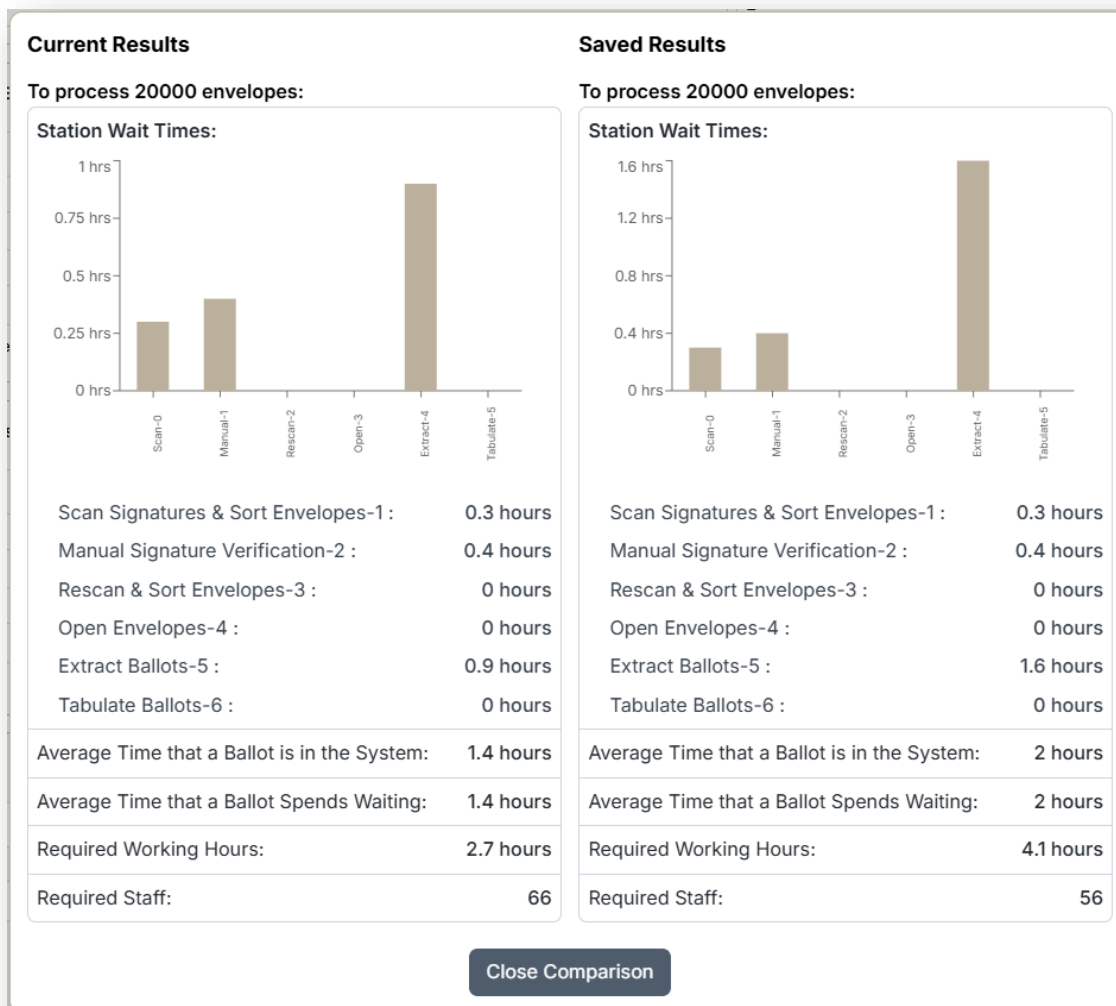 Current Results
To process 20000 envelopes:
Station Wait Times:
1 hrs
0.75 hrs
0.5 hrs
0.25 hrs
0 hrs
Scan-0
Manual-1
Rescan-2
Open-3
Extract-4
Tabulate-5
Scan Signatures & Sort Envelopes-1 : 0.3 hours
Manual Signature Verification-2 : 0.4 hours
Rescan & Sort Envelopes-3 : 0 hours
Open Envelopes-4 : 0 hours
Extract Ballots-5 : 0.9 hours
Tabulate Ballots-6 : 0 hours
Average Time that a Ballot is in the System: 1.4 hours
Average Time that a Ballot Spends Waiting: 1.4 hours
Required Working Hours: 2.7 hours
Required Staff: 66
Saved Results
To process 20000 envelopes:
Station Wait Times:
1.6 hrs
1.2 hrs
0.8 hrs
0.4 hrs
0 hrs
Scan-0
Manual-1
Rescan-2
Open-3
Extract-4
Tabulate-5
Scan Signatures & Sort Envelopes-1 : 0.3 hours
Manual Signature Verification-2 : 0.4 hours
Rescan & Sort Envelopes-3 : 0 hours
Open Envelopes-4 : 0 hours
Extract Ballots-5 : 1.6 hours
Tabulate Ballots-6 : 0 hours
Average Time that a Ballot is in the System: 2 hours
Average Time that a Ballot Spends Waiting: 2 hours
Required Working Hours: 4.1 hours
Required Staff: 56
Close Comparison